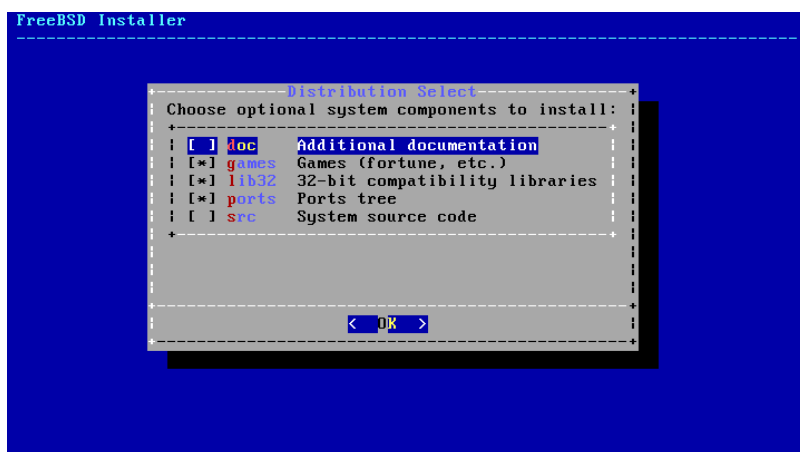 FreeBSD Installer
Distribution Select
Choose optional system components to install:
[ ] doc Additional documentation
[*] games Games (fortune, etc.)
[*] lib32 32-bit compatibility libraries
[*] ports Ports tree
[ ] src System source code
< OK >